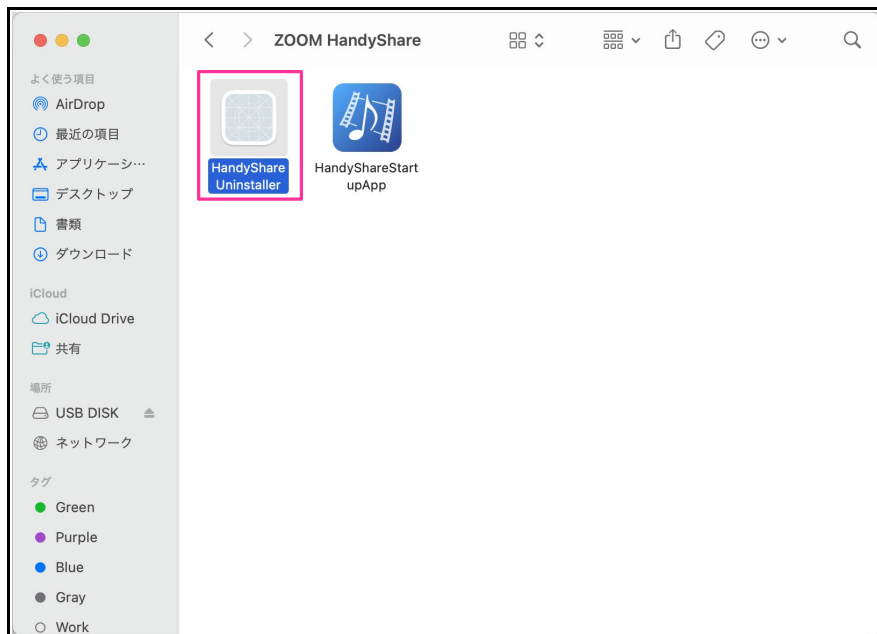 ZOOM HandyShare
よく使う項目
AirDrop
最近の項目
アプリケーシ…
デスクトップ
書類
ダウンロード
iCloud
iCloud Drive
共有
場所
USB DISK
ネットワーク
タグ
Green
Purple
Blue
Gray
Work
HandyShare
Uninstaller
HandyShareStart
upApp